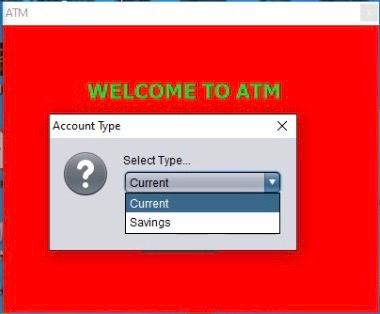 ATM
WELCOME TO ATM
Account Type
Select Type...
Current
Current
Savings